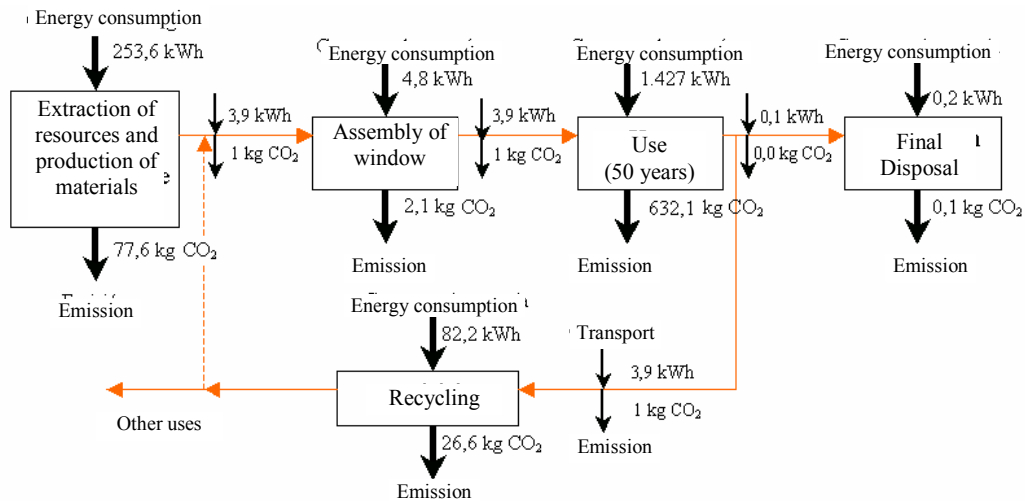 Energy consumption
253,6 kWh
Extraction of
resources and
production of
materials
77,6 kg CO₂
Emission
3,9 kWh
1 kg CO₂
Energy consumption
4,8 kWh
Assembly of
window
2,1 kg CO₂
Emission
3,9 kWh
1 kg CO₂
Energy consumption
1.427 kWh
Use
(50 years)
632,1 kg CO₂
Emission
0,1 kWh
0,0 kg CO₂
Energy consumption
0,2 kWh
Final
Disposal
0,1 kg CO₂
Emission
Energy consumption
82,2 kWh
Recycling
26,6 kg CO₂
Emission
Transport
3,9 kWh
1 kg CO₂
Emission
Other uses